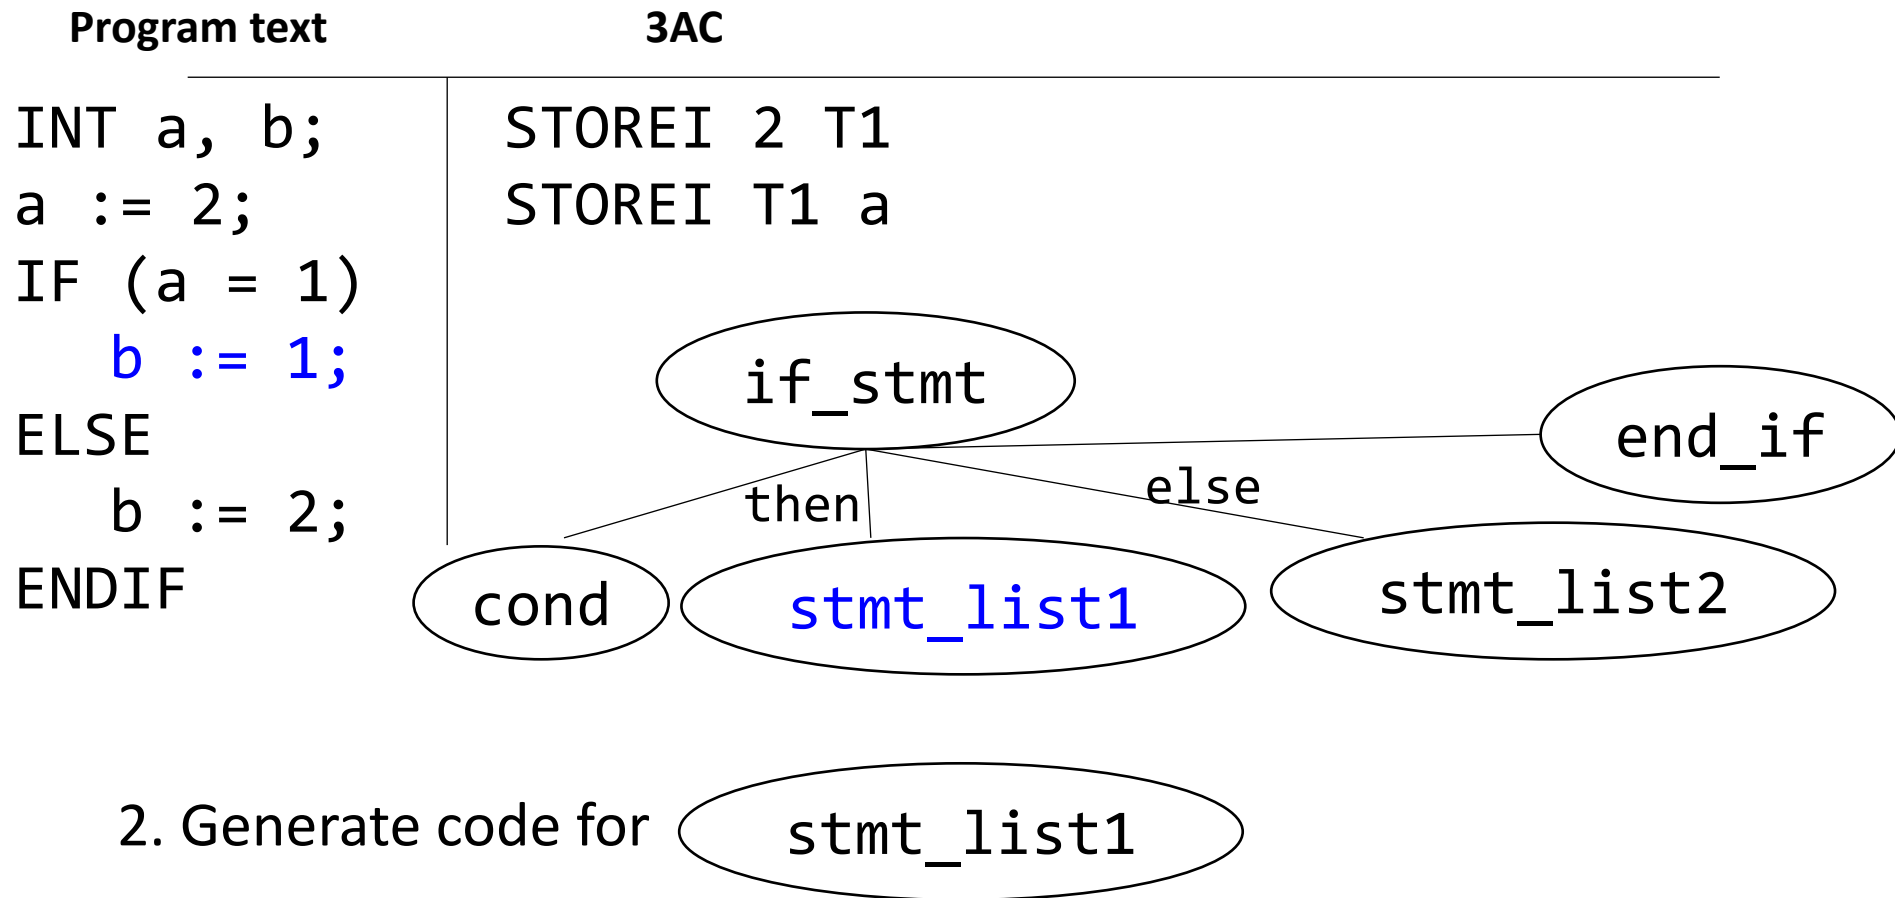 Program text 3AC
INT a, b; STOREI 2 T1
a := 2; STOREI T1 a
IF (a = 1)
b := 1;
ELSE
b := 2;
ENDIF
if_stmt
end_if
then
else
cond
stmt_list1
stmt_list2
2. Generate code for stmt_list1